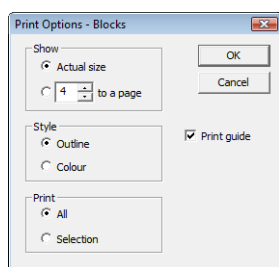 Print Options - Blocks
Show
Actual size
4 to a page
Style
Outline
Colour
Print
All
Selection
OK
Cancel
Print guide